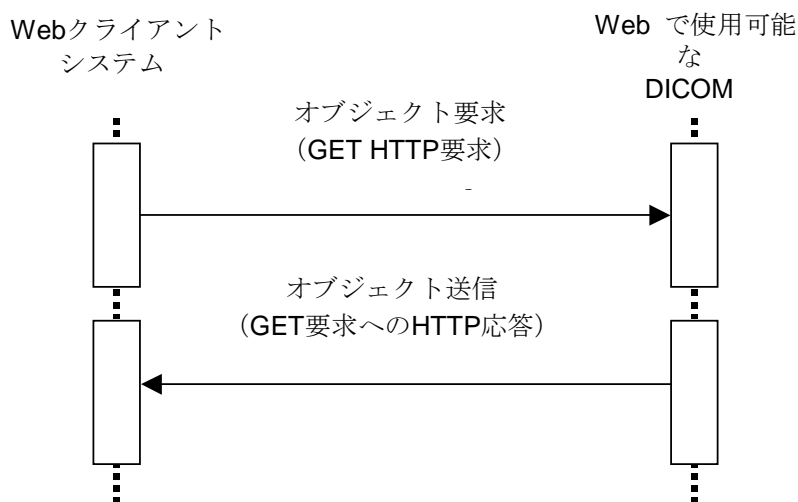 Webクライアント
システム
Web で使用可能
な
DICOM
オブジェクト要求
（GET HTTP要求）
オブジェクト送信
（GET要求へのHTTP応答）